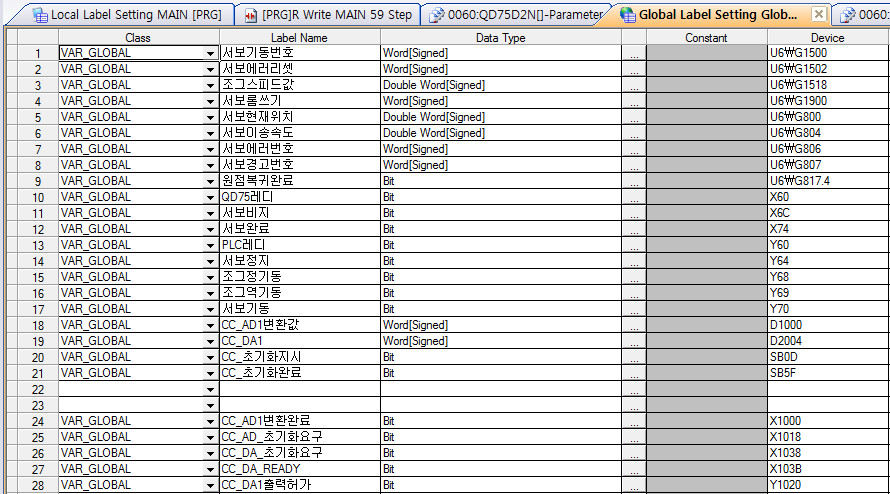 Local Label Setting MAIN [PRG] [PRG]R Write MAIN 59 Step 0060:QD75D2N[]-Parameter Global Label Setting Glob... 0060:
Class Label Name Data Type Constant Device
1 VAR_GLOBAL 서보기동번호 Word[Signed] ... U6₩G1500
2 VAR_GLOBAL 서보에러리셋 Word[Signed] ... U6₩G1502
3 VAR_GLOBAL 조그스피드값 Double Word[Signed] ... U6₩G1518
4 VAR_GLOBAL 서보롬쓰기 Word[Signed] ... U6₩G1900
5 VAR_GLOBAL 서보현재위치 Double Word[Signed] ... U6₩G800
6 VAR_GLOBAL 서보이송속도 Double Word[Signed] ... U6₩G804
7 VAR_GLOBAL 서보에러번호 Word[Signed] ... U6₩G806
8 VAR_GLOBAL 서보경고번호 Word[Signed] ... U6₩G807
9 VAR_GLOBAL 원점복귀완료 Bit ... U6₩G817.4
10 VAR_GLOBAL QD75레디 Bit ... X60
11 VAR_GLOBAL 서보비지 Bit ... X6C
12 VAR_GLOBAL 서보완료 Bit ... X74
13 VAR_GLOBAL PLC레디 Bit ... Y60
14 VAR_GLOBAL 서보정지 Bit ... Y64
15 VAR_GLOBAL 조그정기동 Bit ... Y68
16 VAR_GLOBAL 조그역기동 Bit ... Y69
17 VAR_GLOBAL 서보기동 Bit ... Y70
18 VAR_GLOBAL CC_AD1변환값 Word[Signed] ... D1000
19 VAR_GLOBAL CC_DA1 Word[Signed] ... D2004
20 VAR_GLOBAL CC_초기화지시 Bit ... SB0D
21 VAR_GLOBAL CC_초기화완료 Bit ... SB5F
22 ...
23 ...
24 VAR_GLOBAL CC_AD1변환완료 Bit ... X1000
25 VAR_GLOBAL CC_AD_초기화요구 Bit ... X1018
26 VAR_GLOBAL CC_DA_초기화요구 Bit ... X1038
27 VAR_GLOBAL CC_DA_READY Bit ... X103B
28 VAR_GLOBAL CC_DA1출력허가 Bit ... Y1020